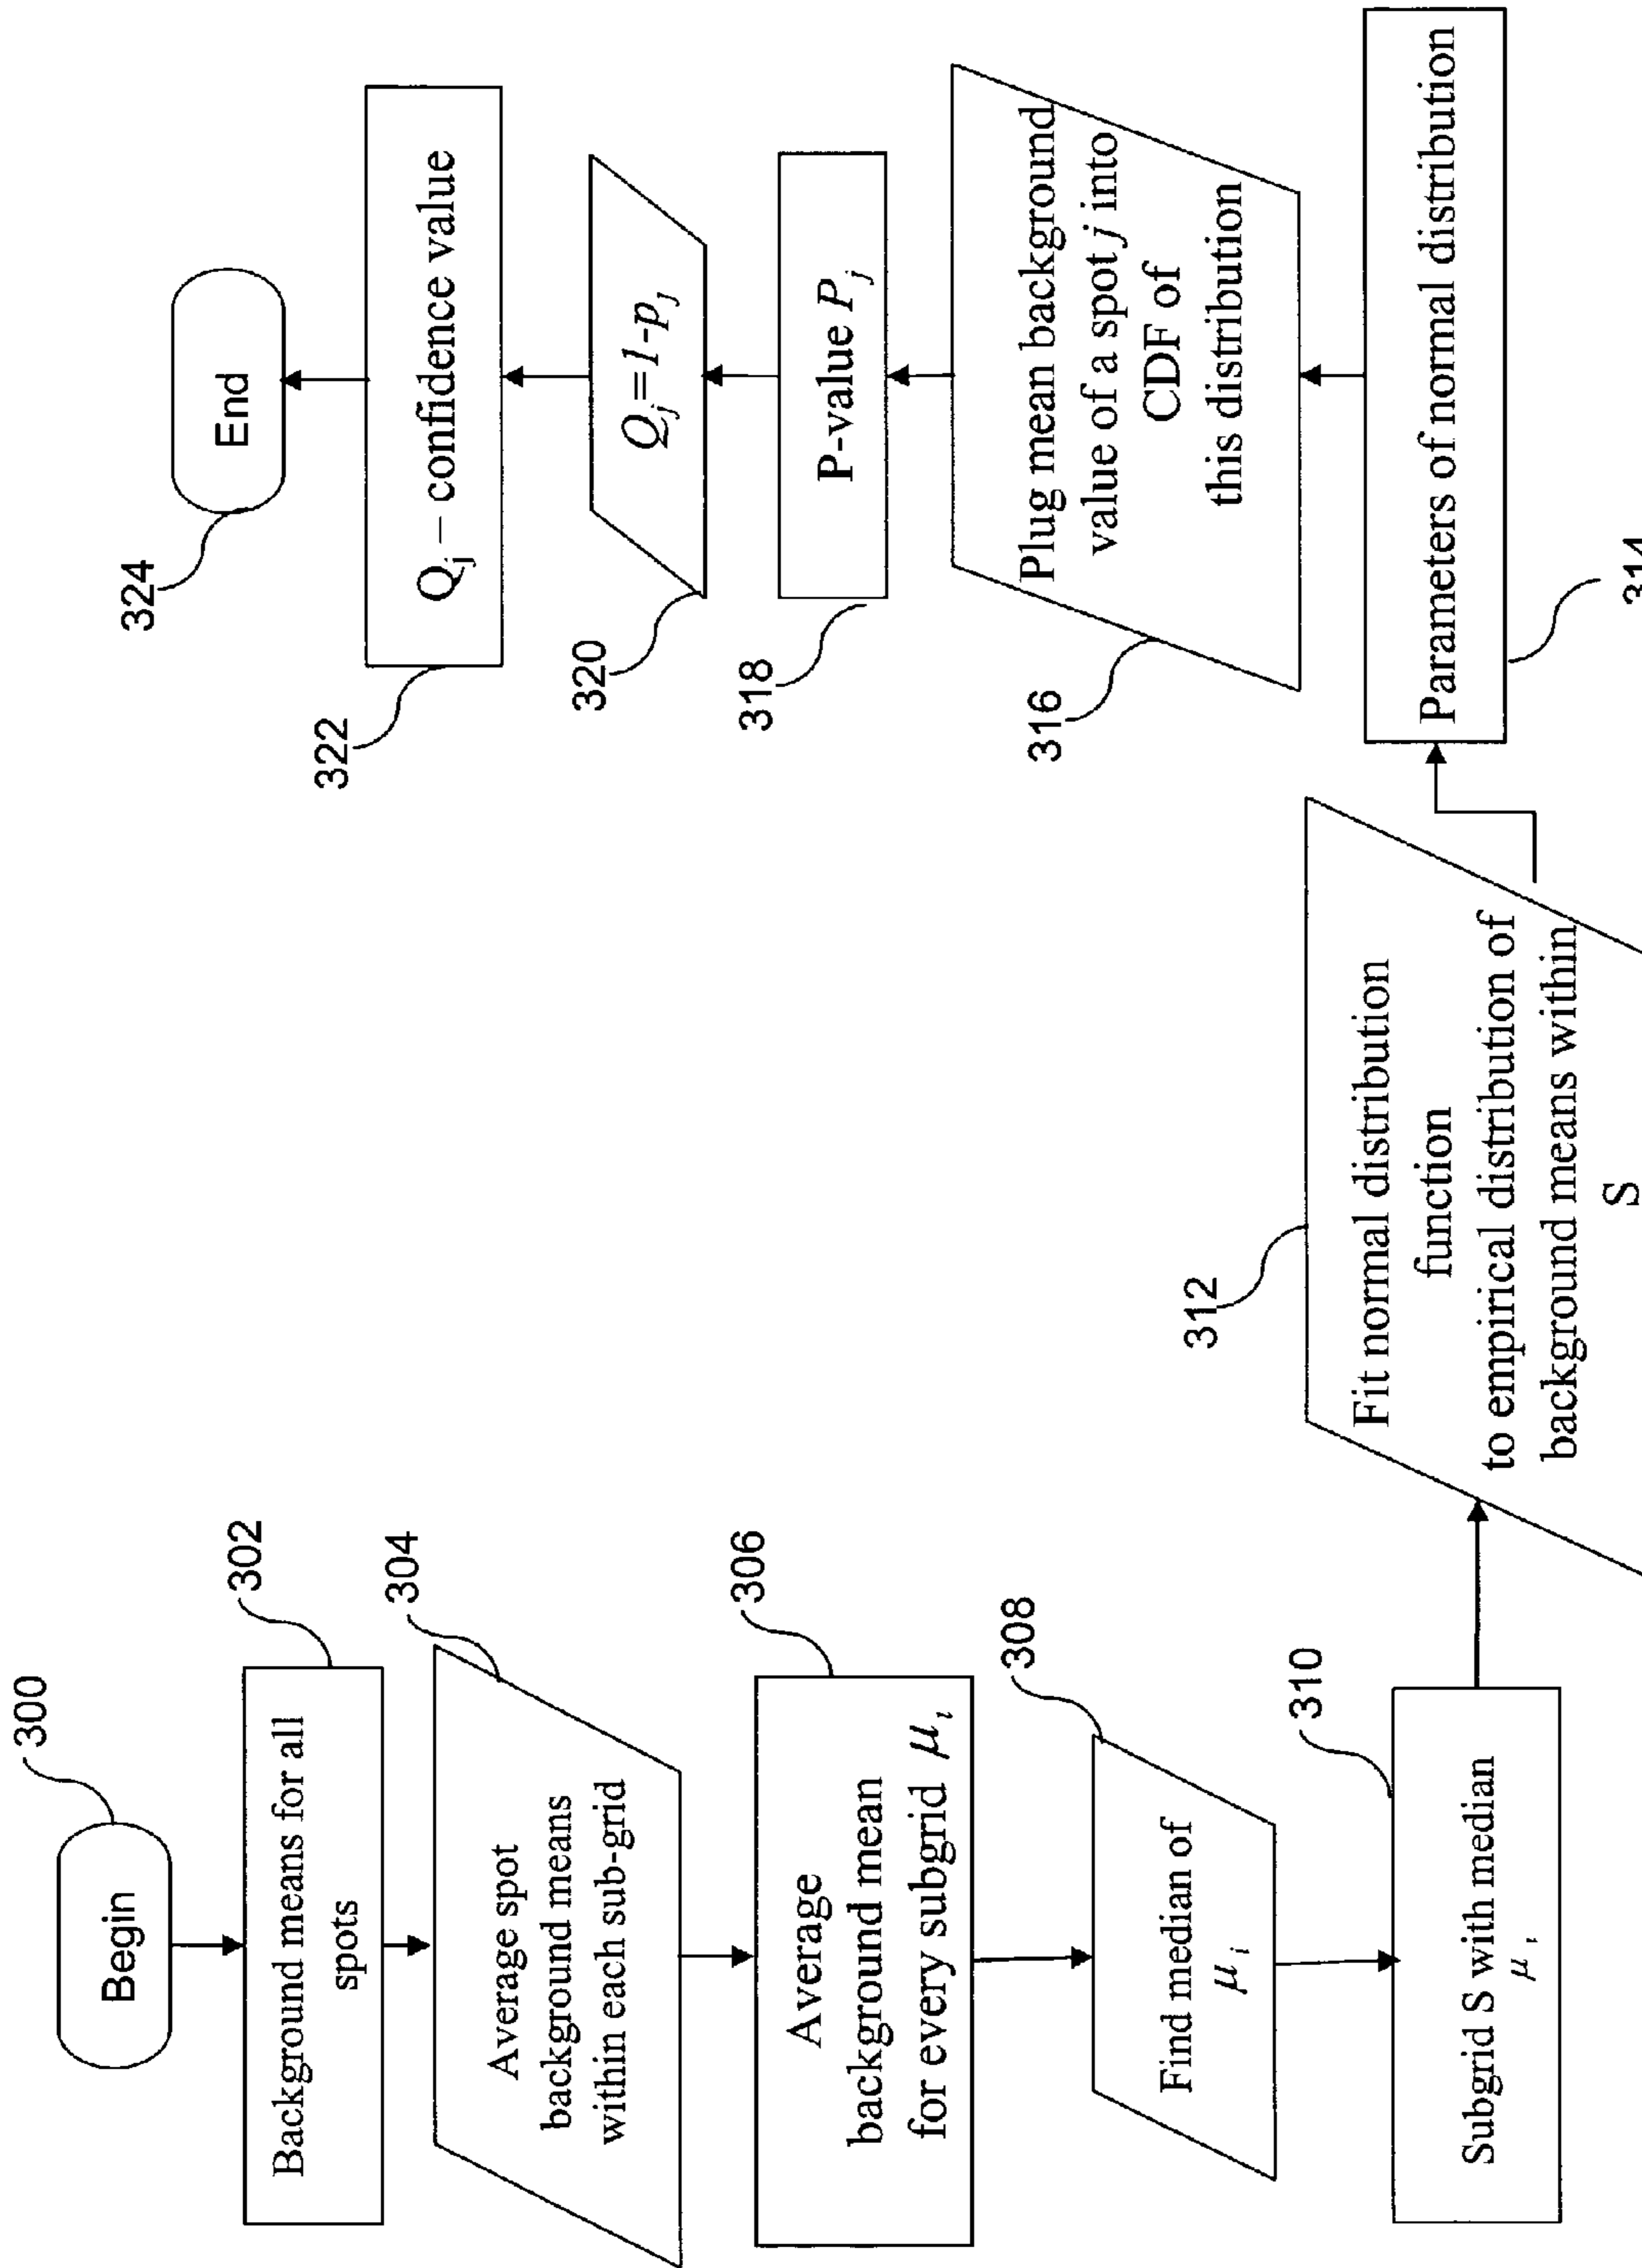 300
Begin
302
Background means for all
spots
304
Average spot
background means
within each sub-grid
306
Average
background mean
for every subgrid μi
308
Find median of
μi
310
Subgrid S with median
μi
312
Fit normal distribution
function
to empirical distribution of
background means within
S
314
Parameters of normal distribution
316
Plug mean background
value of a spot j into
CDF of
this distribution
318
P-value Pj
320
Qj=1-pj
322
Qj – confidence value
324
End